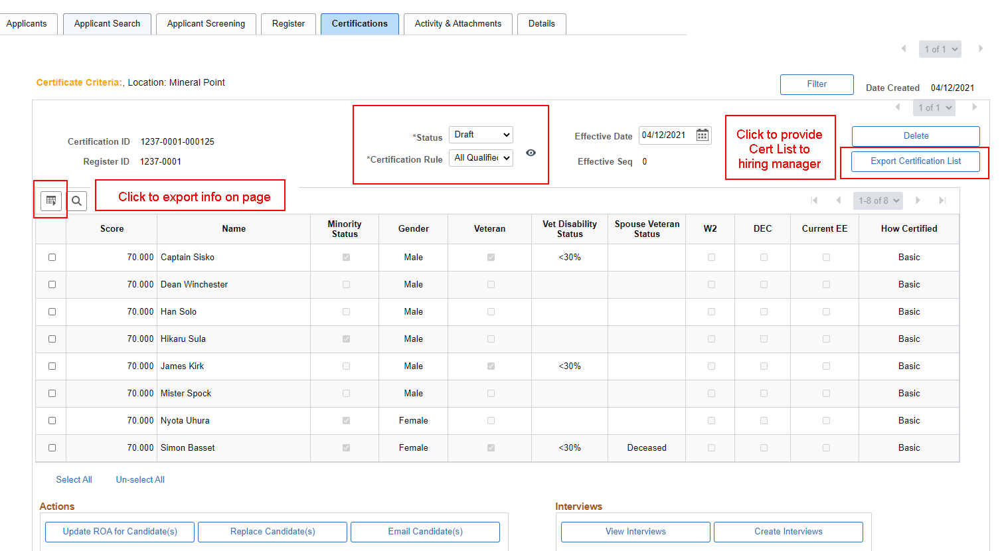 Applicants
Applicant Search
Applicant Screening
Register
Certifications
Activity & Attachments
Details
1 of 1
Certificate Criteria:, Location: Mineral Point
Filter
Date Created 04/12/2021
1 of 1
Certification ID 1237-0001-000125
Register ID 1237-0001
*Status Draft
*Certification Rule All Qualified
Effective Date 04/12/2021
Effective Seq 0
Click to provide
Cert List to
hiring manager
Delete
Export Certification List
Click to export info on page
1-8 of 8
Score Name Minority Status Gender Veteran Vet Disability Status Spouse Veteran Status W2 DEC Current EE How Certified
70.000 Captain Sisko Male <30% Basic
70.000 Dean Winchester Male Basic
70.000 Han Solo Male Basic
70.000 Hikaru Sula Male Basic
70.000 James Kirk Male <30% Basic
70.000 Mister Spock Male Basic
70.000 Nyota Uhura Female Basic
70.000 Simon Basset Female <30% Deceased Basic
Select All Un-select All
Actions
Update ROA for Candidate(s) Replace Candidate(s) Email Candidate(s)
Interviews
View Interviews Create Interviews